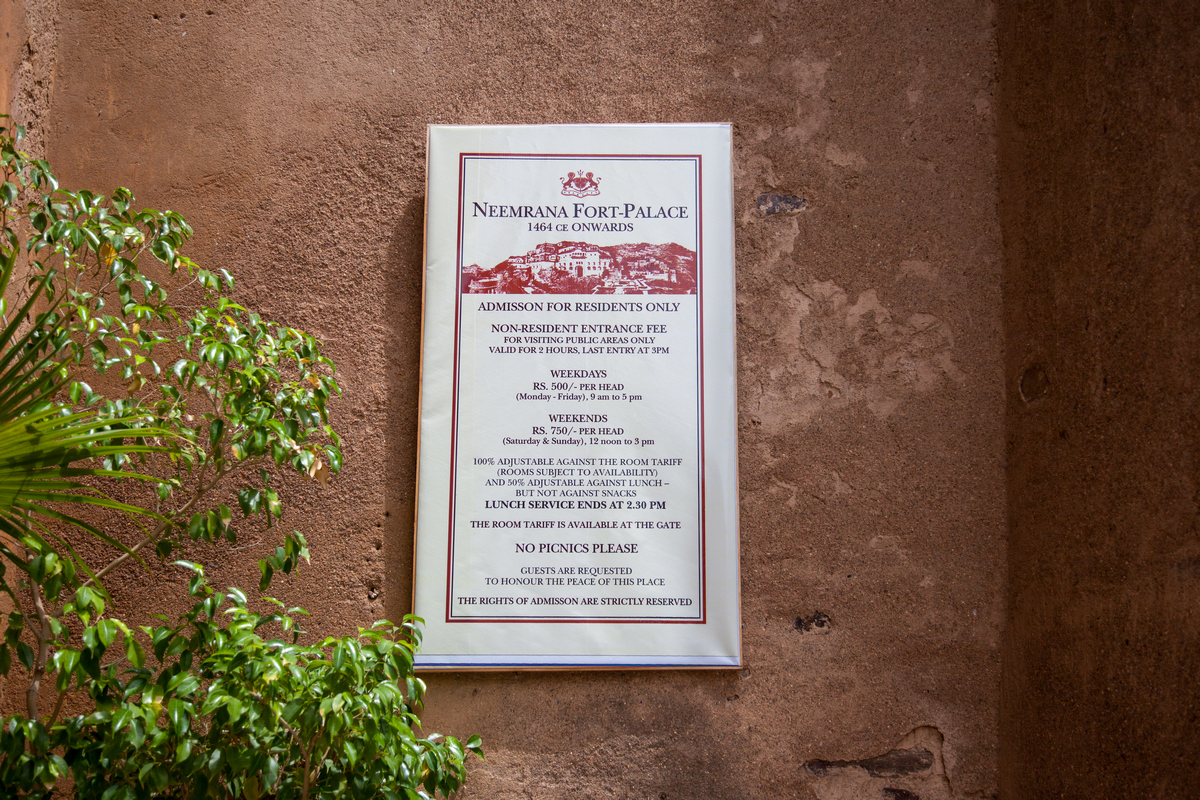 NEEMRANA FORT-PALACE
1464 CE ONWARDS
ADMISSON FOR RESIDENTS ONLY
NON-RESIDENT ENTRANCE FEE
FOR VISITING PUBLIC AREAS ONLY
VALID FOR 2 HOURS, LAST ENTRY AT 3PM
WEEKDAYS
RS. 500/- PER HEAD
(Monday - Friday), 9 am to 5 pm
WEEKENDS
RS. 750/- PER HEAD
(Saturday & Sunday), 12 noon to 3 pm
100% ADJUSTABLE AGAINST THE ROOM TARIFF
(ROOMS SUBJECT TO AVAILABILITY)
AND 50% ADJUSTABLE AGAINST LUNCH –
BUT NOT AGAINST SNACKS
LUNCH SERVICE ENDS AT 2.30 PM
THE ROOM TARIFF IS AVAILABLE AT THE GATE
NO PICNICS PLEASE
GUESTS ARE REQUESTED
TO HONOUR THE PEACE OF THIS PLACE
THE RIGHTS OF ADMISSON ARE STRICTLY RESERVED